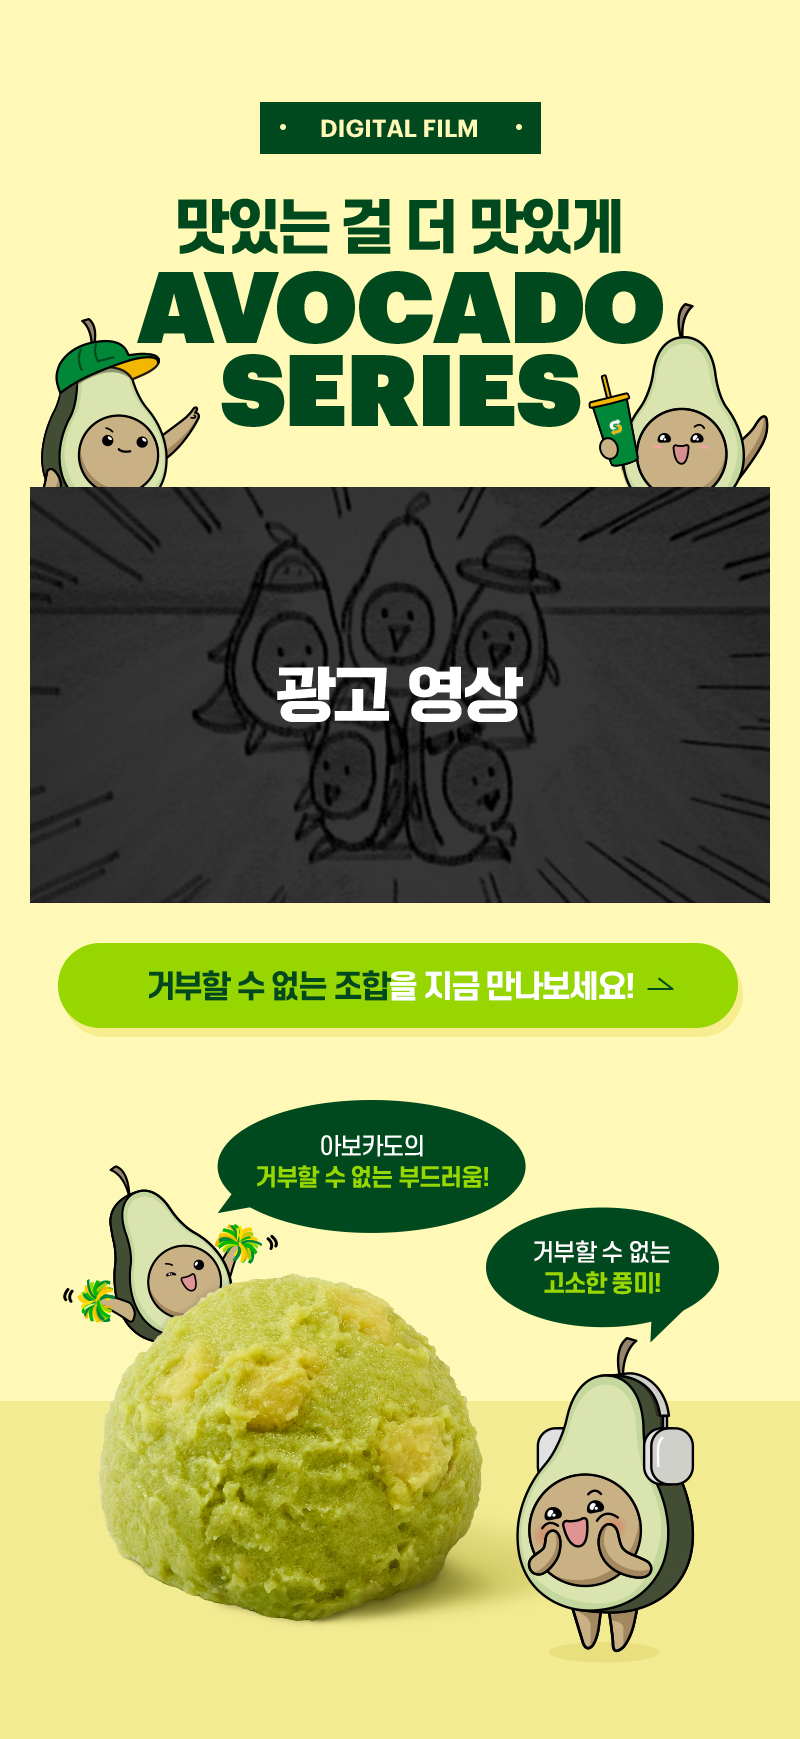 DIGITAL FILM
맛있는 걸 더 맛있게
AVOCADO
SERIES
S
광고 영상
거부할 수 없는 조합을 지금 만나보세요!
아보카도의
거부할 수 없는 부드러움!
거부할 수 없는
고소한 풍미!